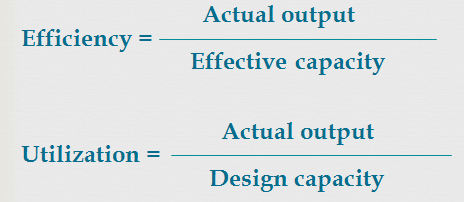 Actual output
Efficiency =
Effective capacity
Actual output
Utilization =
Design capacity